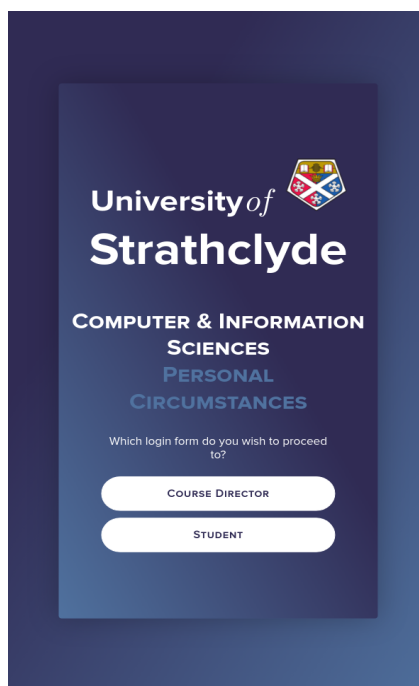 University of
Strathclyde
Computer & Information
Sciences
Personal
Circumstances
Which login form do you wish to proceed
to?
Course Director
Student